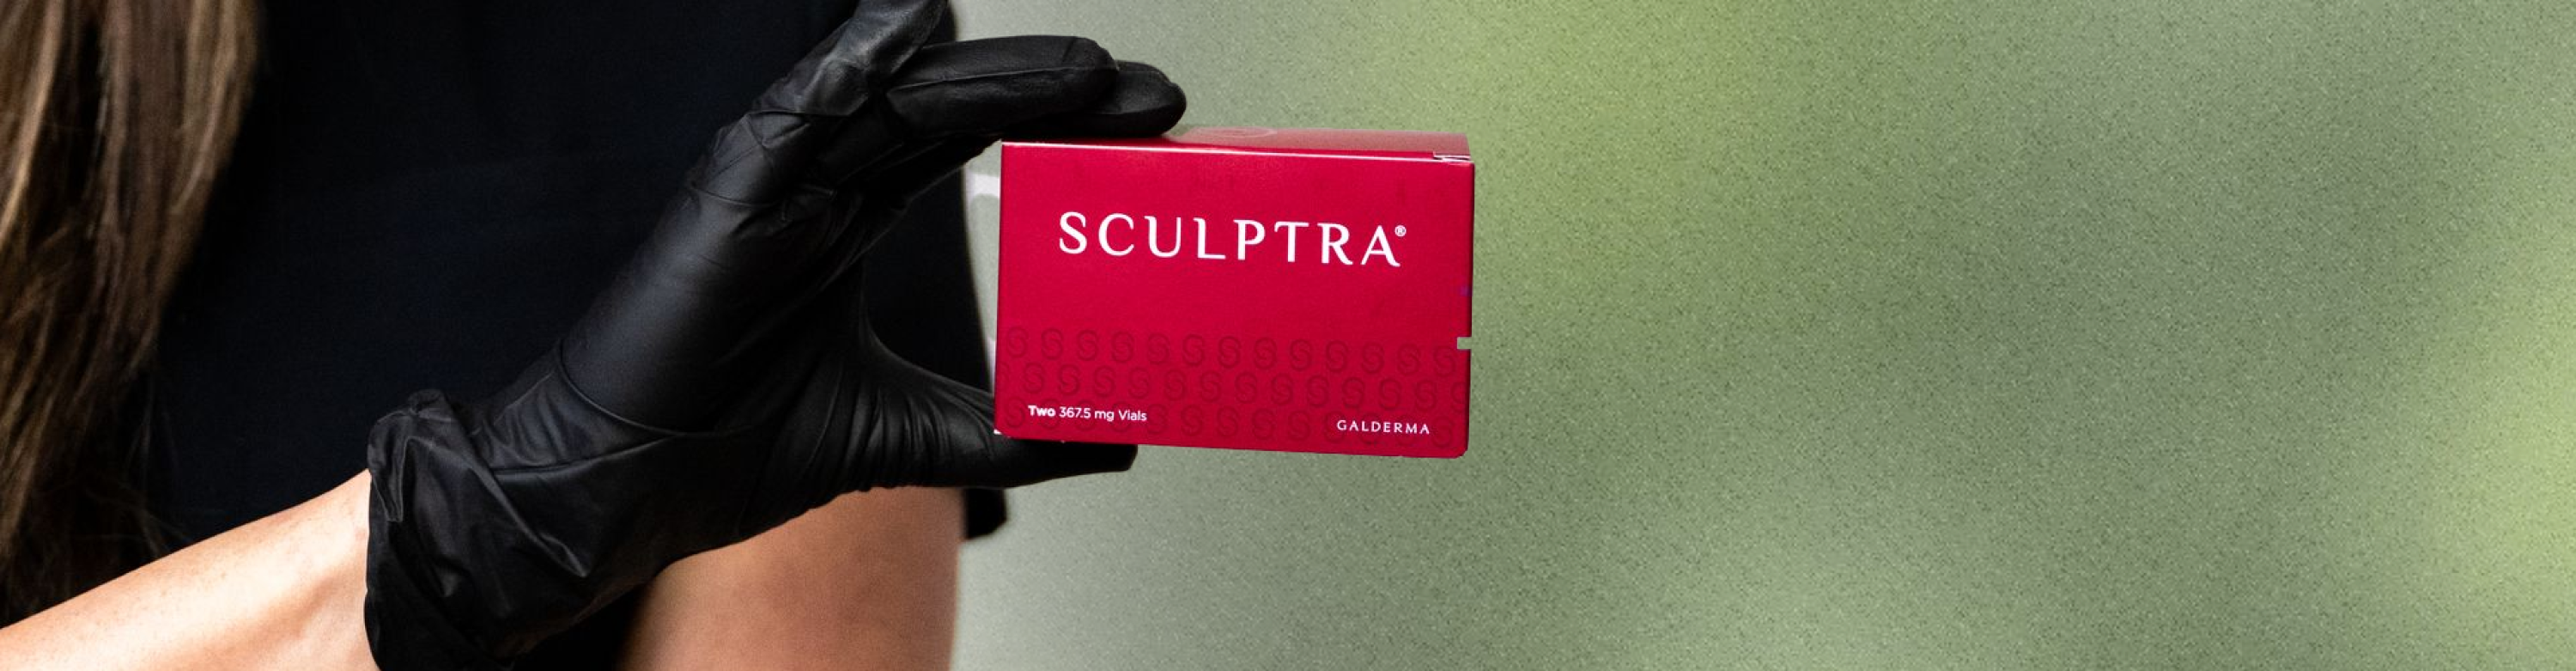 SCULPTRA®
Two 367.5 mg Vials
GALDERMA